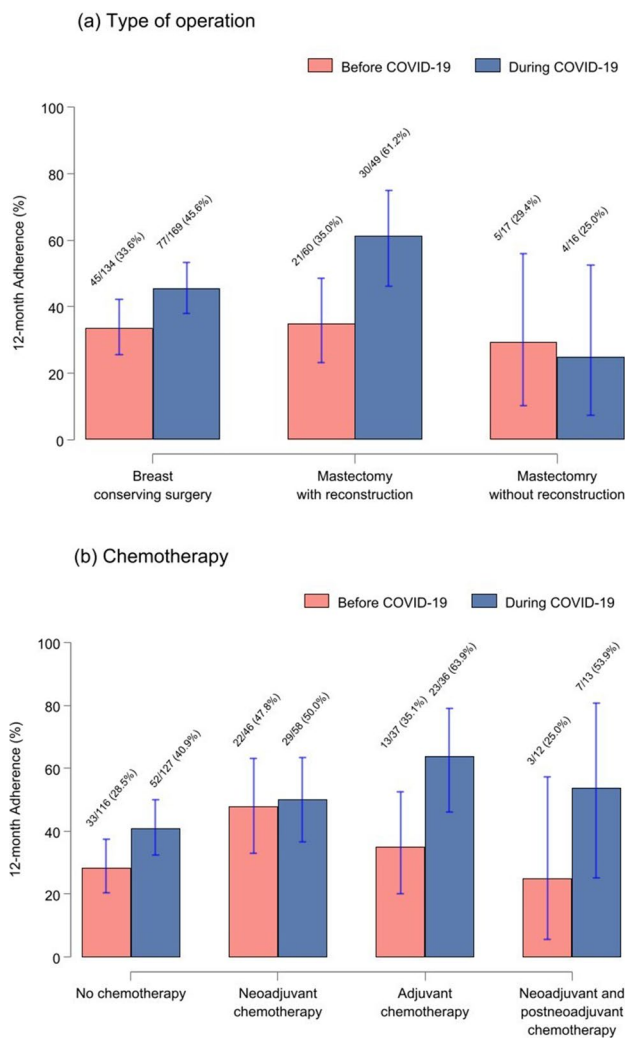 (a) Type of operation
Before COVID-19
During COVID-19
12-month Adherence (%)
100
80
60
40
20
0
45/134 (33.6%)
77/169 (45.6%)
21/60 (35.0%)
30/49 (61.2%)
5/17 (29.4%)
4/16 (25.0%)
Breast
conserving surgery
Mastectomy
with reconstruction
Mastectomry
without reconstruction
(b) Chemotherapy
Before COVID-19
During COVID-19
12-month Adherence (%)
100
80
60
40
20
0
33/116 (28.5%)
52/127 (40.9%)
22/46 (47.8%)
29/58 (50.0%)
13/37 (35.1%)
23/36 (63.9%)
3/12 (25.0%)
7/13 (53.9%)
No chemotherapy
Neoadjuvant
chemotherapy
Adjuvant
chemotherapy
Neoadjuvant and
postneoadjuvant
chemotherapy